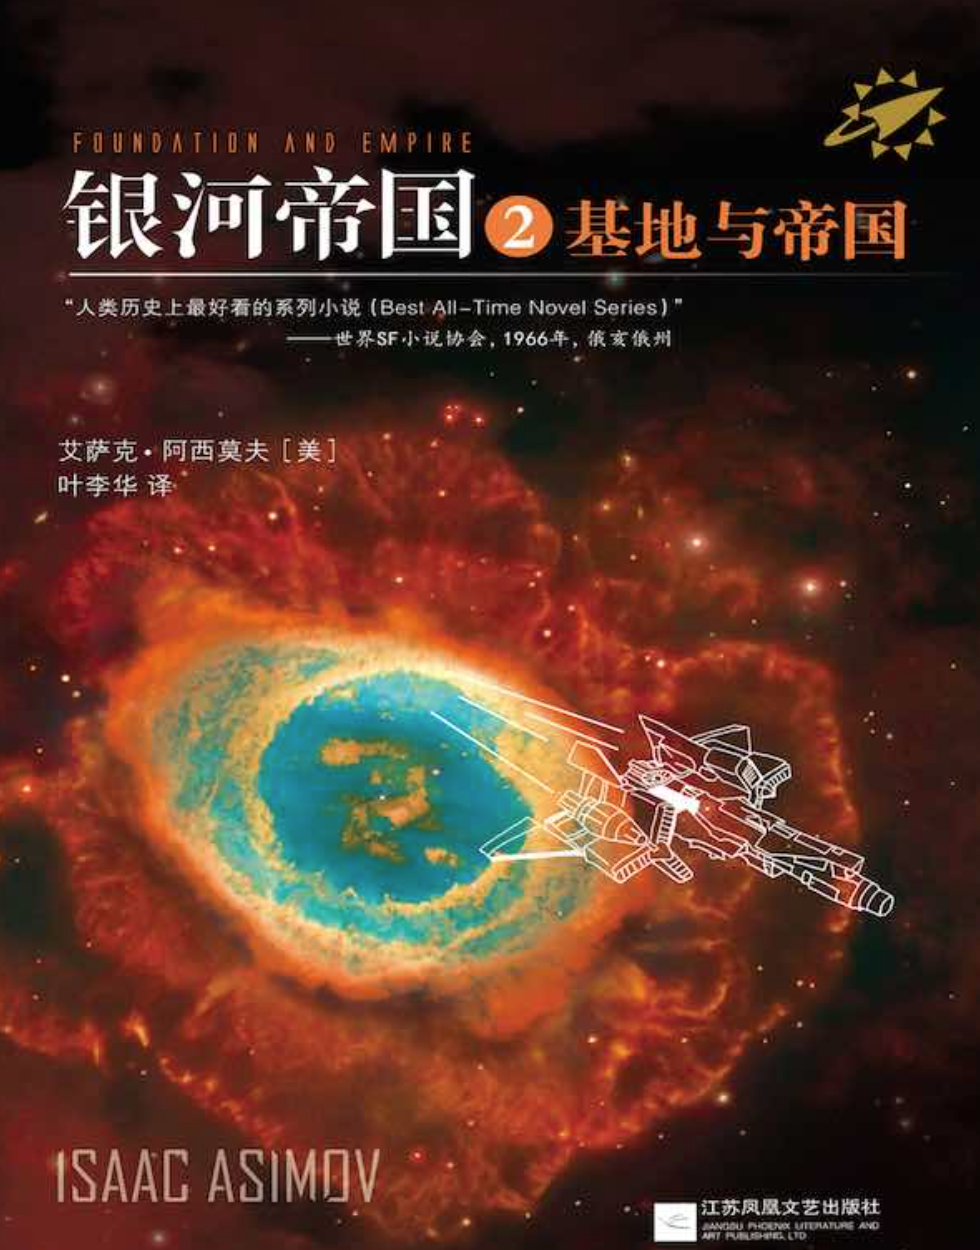 FOUNDATION AND EMPIRE
银河帝国2基地与帝国
“人类历史上最好看的系列小说（Best All-Time Novel Series）”
——世界SF小说协会，1966年，俄亥俄州
艾萨克·阿西莫夫［美］
叶李华 译
ISAAC ASIMOV
江苏凤凰文艺出版社
JIANGSU PHOENIX LITERATURE AND
ART PUBLISHING, LTD